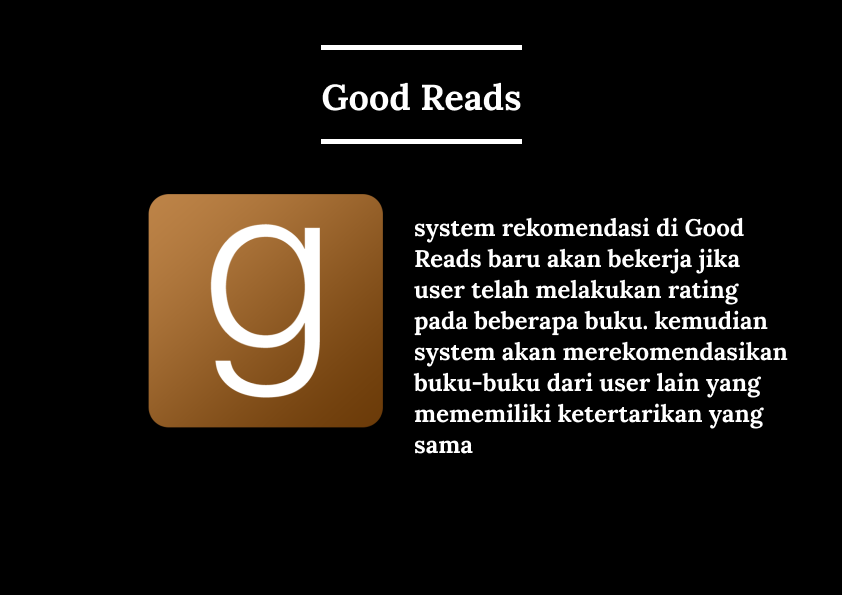 Good Reads
g
system rekomendasi di Good
Reads baru akan bekerja jika
user telah melakukan rating
pada beberapa buku. kemudian
system akan merekomendasikan
buku-buku dari user lain yang
mememiliki ketertarikan yang
sama